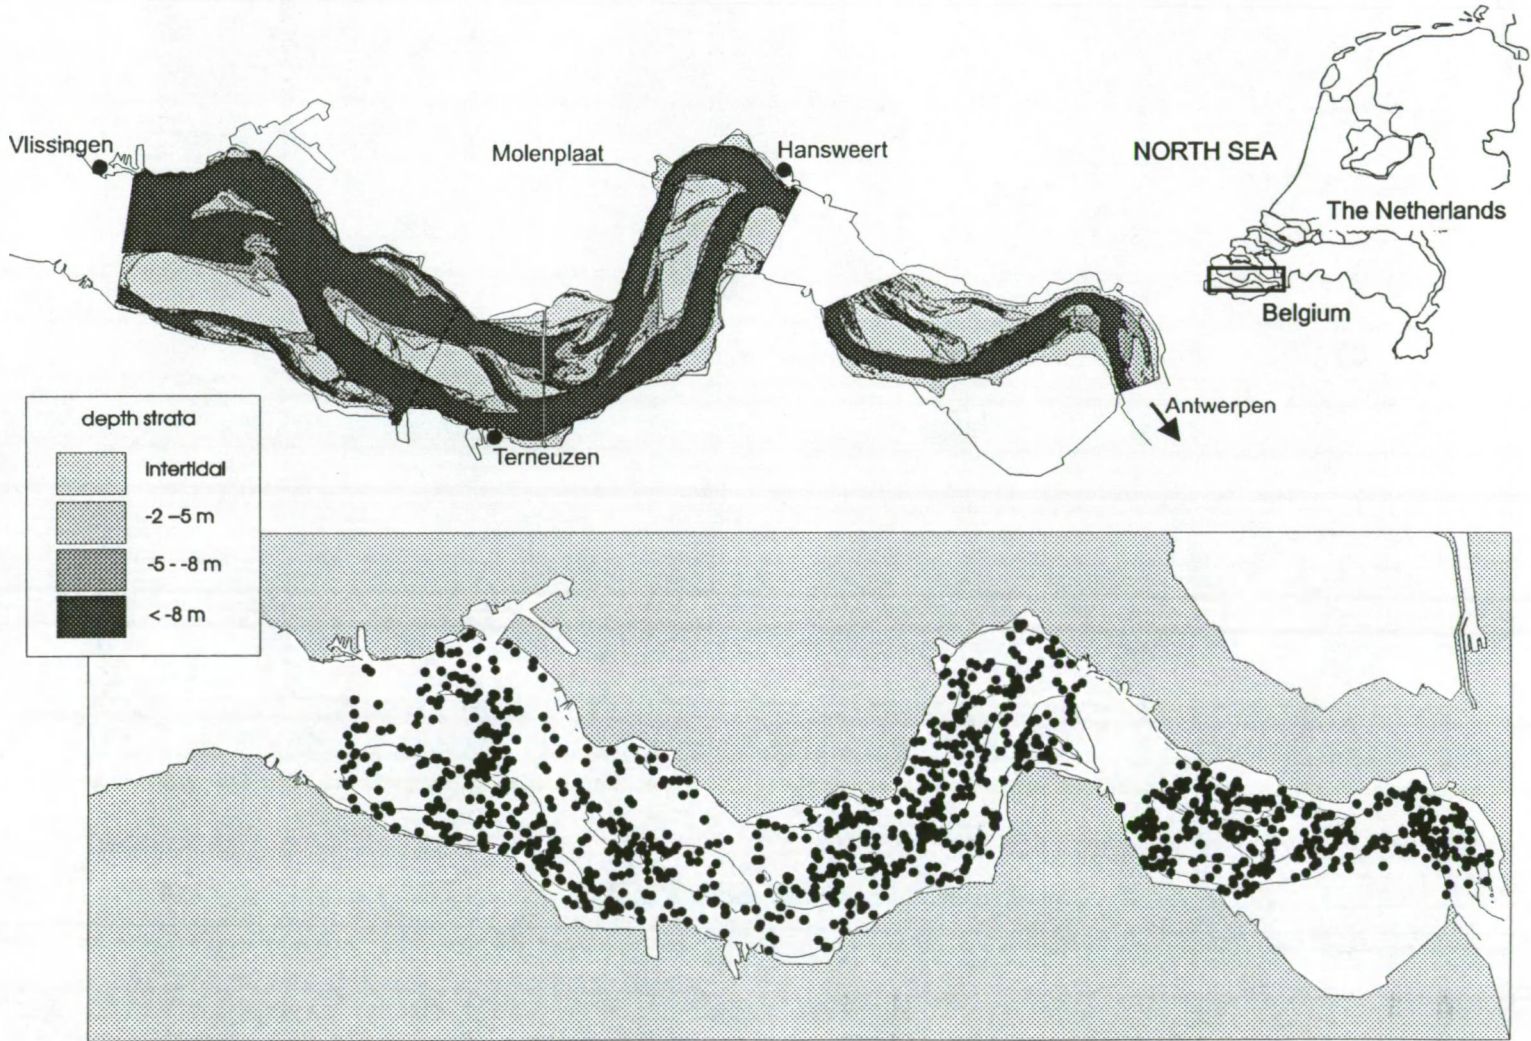 Vlissingen
Molenplaat
Hansweert
NORTH SEA
The Netherlands
Belgium
Antwerpen
Terneuzen
depth strata
Intertidal
-2 --5 m
-5 - -8 m
< -8 m